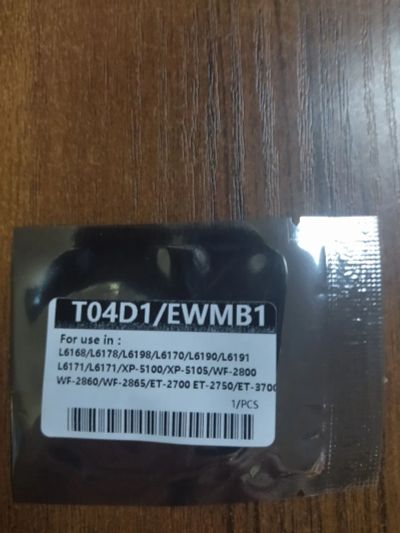 T04D1/EWMB1
For use in :
L6168/L6178/L6198/L6170/L6190/L6191
L6171/L6171/XP-5100/XP-5105/WF-2800
WF-2860/WF-2865/ET-2700 ET-2750/ET-3700
1/PCS